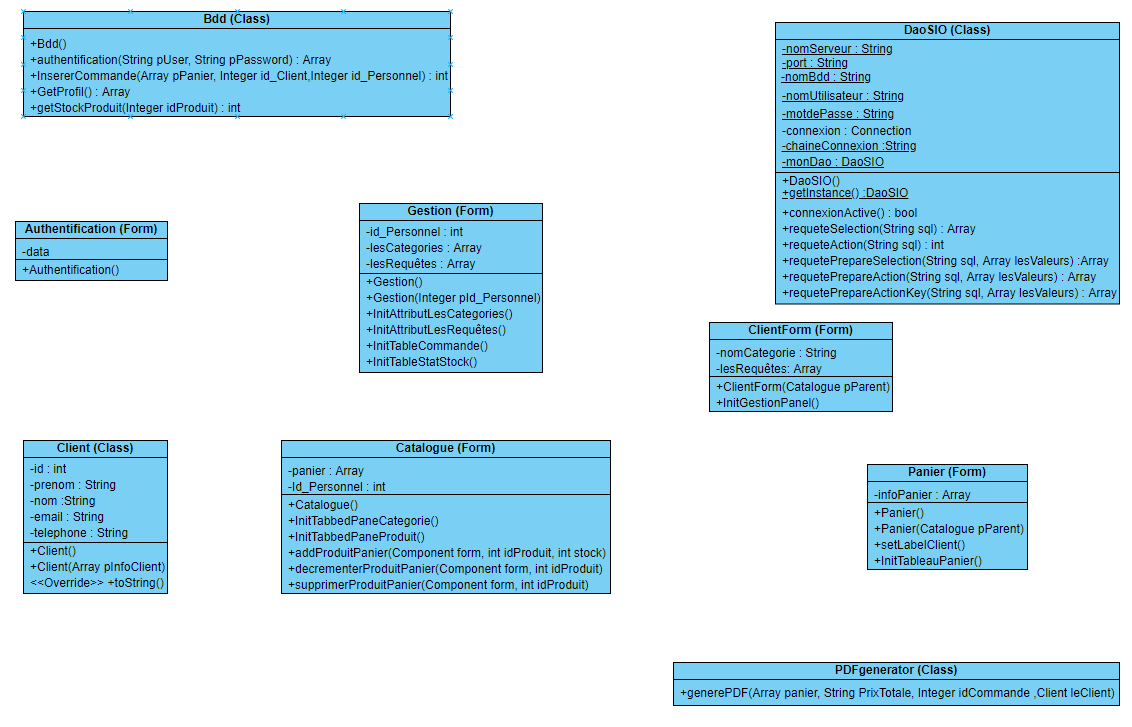 Bdd (Class)
+Bdd()
+authentification(String pUser, String pPassword) : Array
+InsererCommande(Array pPanier, Integer id_Client,Integer id_Personnel) : int
+GetProfil() : Array
+getStockProduit(Integer idProduit) : int
DaoSIO (Class)
-nomServeur : String
-port : String
-nomBdd : String
-nomUtilisateur : String
-motdePasse : String
-connexion : Connection
-chaineConnexion :String
-monDao : DaoSIO
+DaoSIO()
+getInstance() :DaoSIO
+connexionActive() : bool
+requeteSelection(String sql) : Array
+requeteAction(String sql) : int
+requetePrepareSelection(String sql, Array lesValeurs) :Array
+requetePrepareAction(String sql, Array lesValeurs) : Array
+requetePrepareActionKey(String sql, Array lesValeurs) : Array
Authentification (Form)
-data
+Authentification()
Gestion (Form)
-id_Personnel : int
-lesCategories : Array
-lesRequêtes : Array
+Gestion()
+Gestion(Integer pId_Personnel)
+InitAttributLesCategories()
+InitAttributLesRequêtes()
+InitTableCommande()
+InitTableStatStock()
ClientForm (Form)
-nomCategorie : String
-lesRequêtes: Array
+ClientForm(Catalogue pParent)
+InitGestionPanel()
Client (Class)
-id : int
-prenom : String
-nom :String
-email : String
-telephone : String
+Client()
+Client(Array pInfoClient)
<<Override>> +toString()
Catalogue (Form)
-panier : Array
-Id_Personnel : int
+Catalogue()
+InitTabbedPaneCategorie()
+InitTabbedPaneProduit()
+addProduitPanier(Component form, int idProduit, int stock)
+decrementerProduitPanier(Component form, int idProduit)
+supprimerProduitPanier(Component form, int idProduit)
Panier (Form)
-infoPanier : Array
+Panier()
+Panier(Catalogue pParent)
+setLabelClient()
+InitTableauPanier()
PDFgenerator (Class)
+generePDF(Array panier, String PrixTotale, Integer idCommande ,Client leClient)